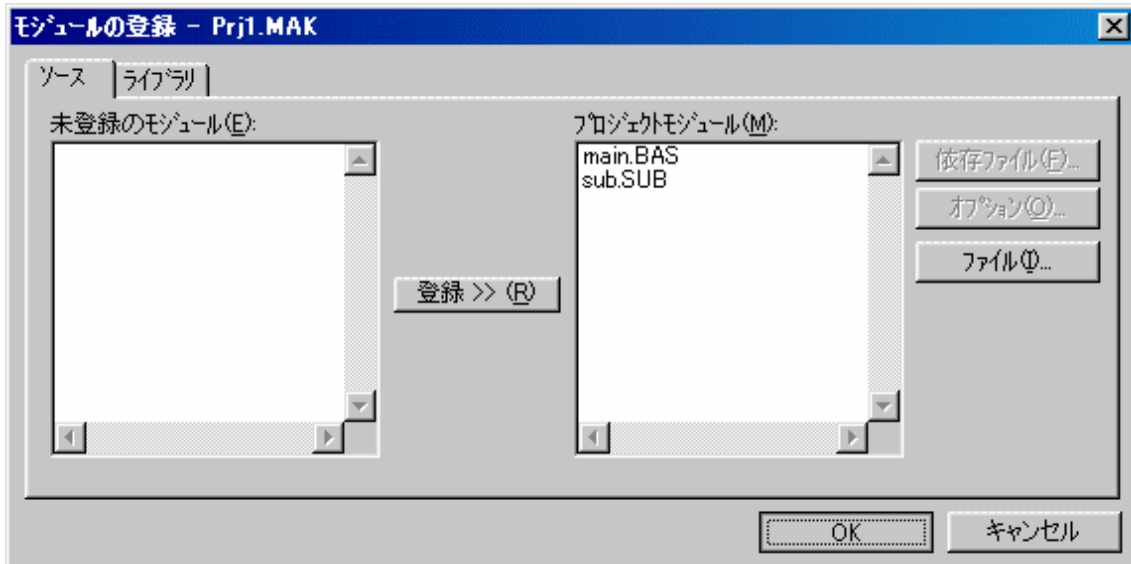 モジュールの登録 − Prj1.MAK
ソース
ライブラリ
未登録のモジュール(E):
プロジェクトモジュール(M):
main.BAS
sub.SUB
依存ファイル(F)...
オプション(O)...
ファイル(I)...
登録 >> (R)
OK
キャンセル